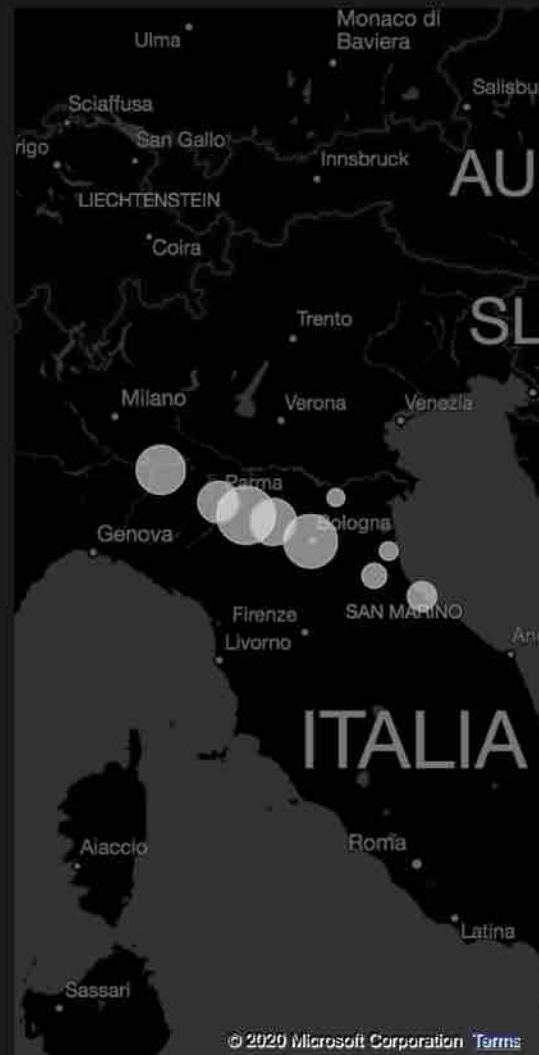 Monaco di
Baviera
Ulma
Salisbu
Sciaffusa
rigo
San Gallo
Innsbruck
AU
LIECHTENSTEIN
Coira
SL
Trento
Milano
Verona
Venezia
Parma
Bologna
Genova
SAN MARINO
Firenze
Livorno
An
ITALIA
Aiaccio
Roma
Latina
Sassari
© 2020 Microsoft Corporation Terms